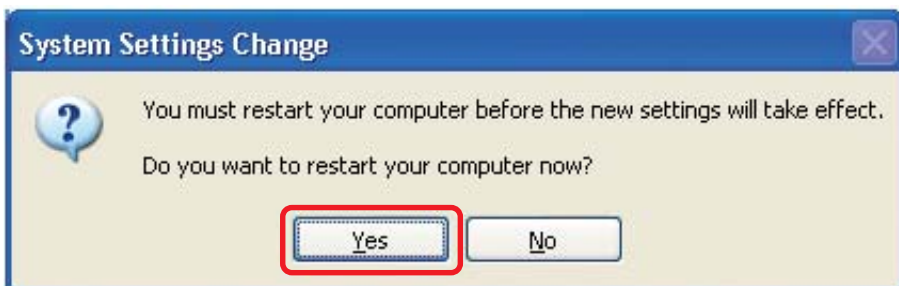 System Settings Change
You must restart your computer before the new settings will take effect.
Do you want to restart your computer now?
Yes No